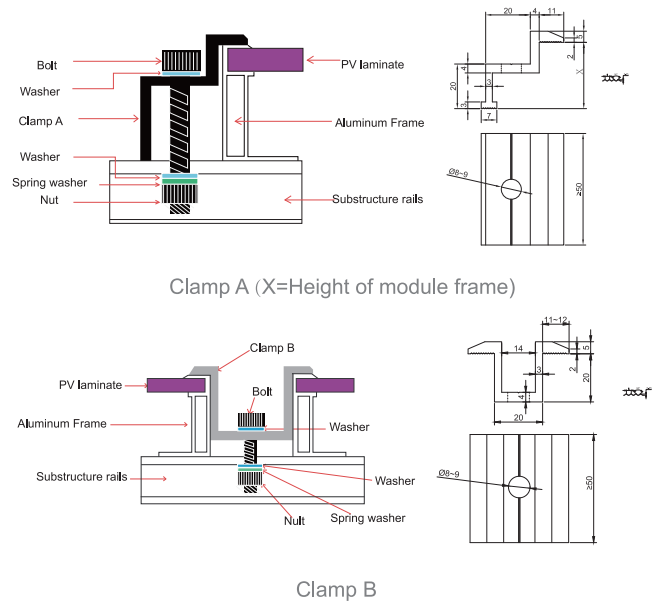 Bolt
Washer
Clamp A
Washer
Spring washer
Nut
PV laminate
Aluminum Frame
Substructure rails
20
4
11
5
2
4
20
3
3
7
X
Ø8~9
≥50
Clamp A (X=Height of module frame)
Clamp B
PV laminate
Bolt
Aluminum Frame
Washer
Substructure rails
Washer
Spring washer
Nult
11~12
14
5
2
3
20
4
20
Ø8~9
≥50
Clamp B